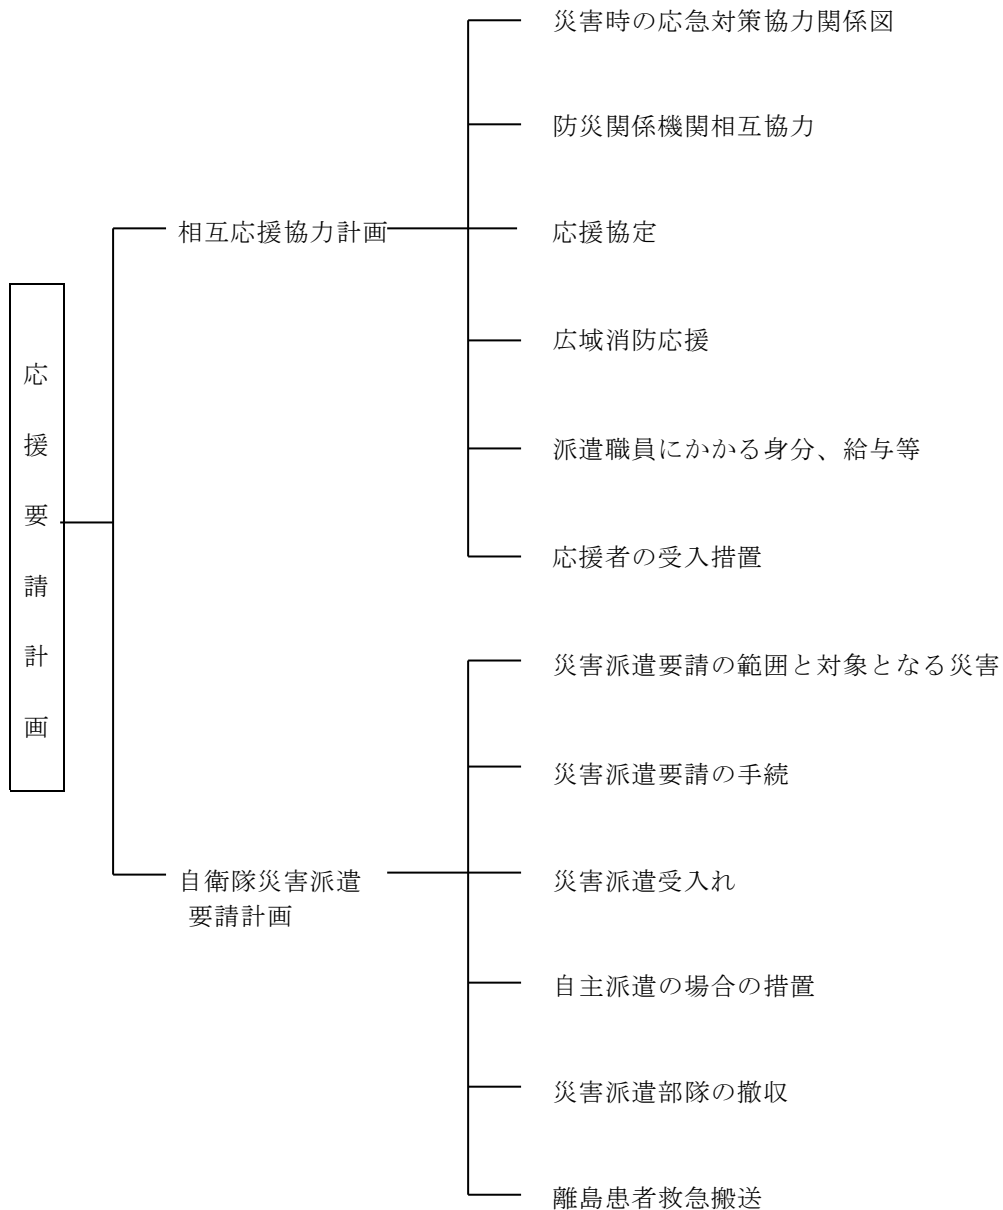 応援要請計画
相互応援協力計画
災害時の応急対策協力関係図
防災関係機関相互協力
応援協定
広域消防応援
派遣職員にかかる身分、給与等
応援者の受入措置
自衛隊災害派遣
要請計画
災害派遣要請の範囲と対象となる災害
災害派遣要請の手続
災害派遣受入れ
自主派遣の場合の措置
災害派遣部隊の撤収
離島患者救急搬送